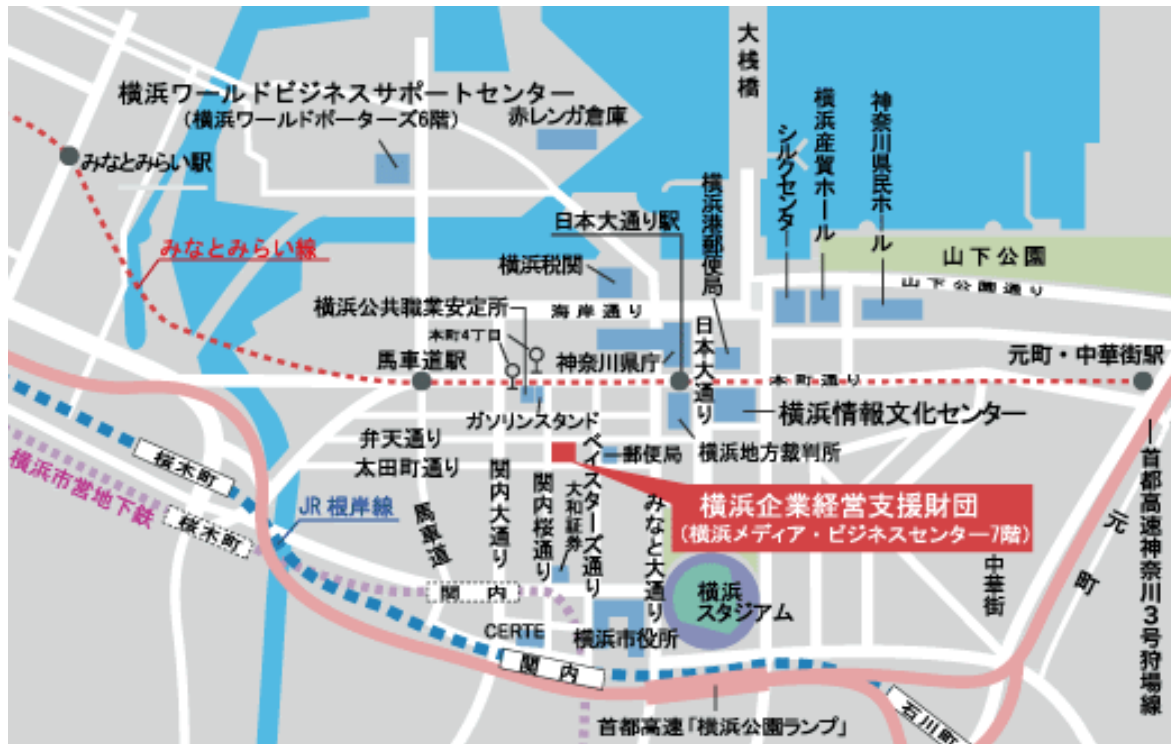 大桟橋
横浜ワールドビジネスサポートセンター
(横浜ワールドポーターズ6階)
赤レンガ倉庫
シルクセンタ
横浜産貿ホール
神奈川県民ホール
みなとみらい駅
横浜港郵便局
日本大通り駅
みなとみらい線
横浜税関
山下公園
山下公園通り
横浜公共職業安定所
海岸通り
本町4丁目
馬車道駅
神奈川県庁
日本大通り
本町通り
元町・中華街駅
ガソリンスタンド
横浜情報文化センター
弁天通り
太田町通り
郵便局
横浜地方裁判所
桜木町
横浜市営地下鉄
桜木町
JR根岸線
馬車道
関内大通り
関内桜通り
大和証券
ベイスターズ通り
みなと大通り
横浜企業経営支援財団
(横浜メディア・ビジネスセンター7階)
首都高速神奈川3号狩場線
元町
中華街
関内
横浜
スタジアム
CERTE
横浜市役所
関内
石川町
首都高速「横浜公園ランプ」